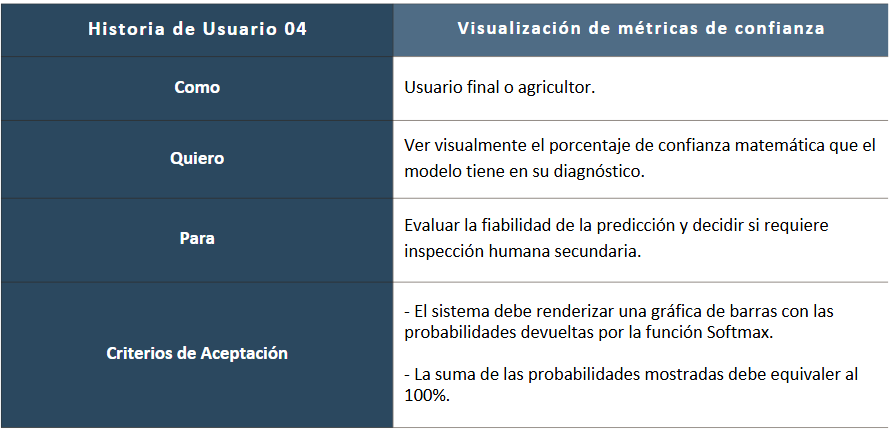 Historia de Usuario 04
Visualización de métricas de confianza
Como
Usuario final o agricultor.
Quiero
Ver visualmente el porcentaje de confianza matemática que el
modelo tiene en su diagnóstico.
Para
Evaluar la fiabilidad de la predicción y decidir si requiere
inspección humana secundaria.
Criterios de Aceptación
- El sistema debe renderizar una gráfica de barras con las
probabilidades devueltas por la función Softmax.
- La suma de las probabilidades mostradas debe equivaler al
100%.